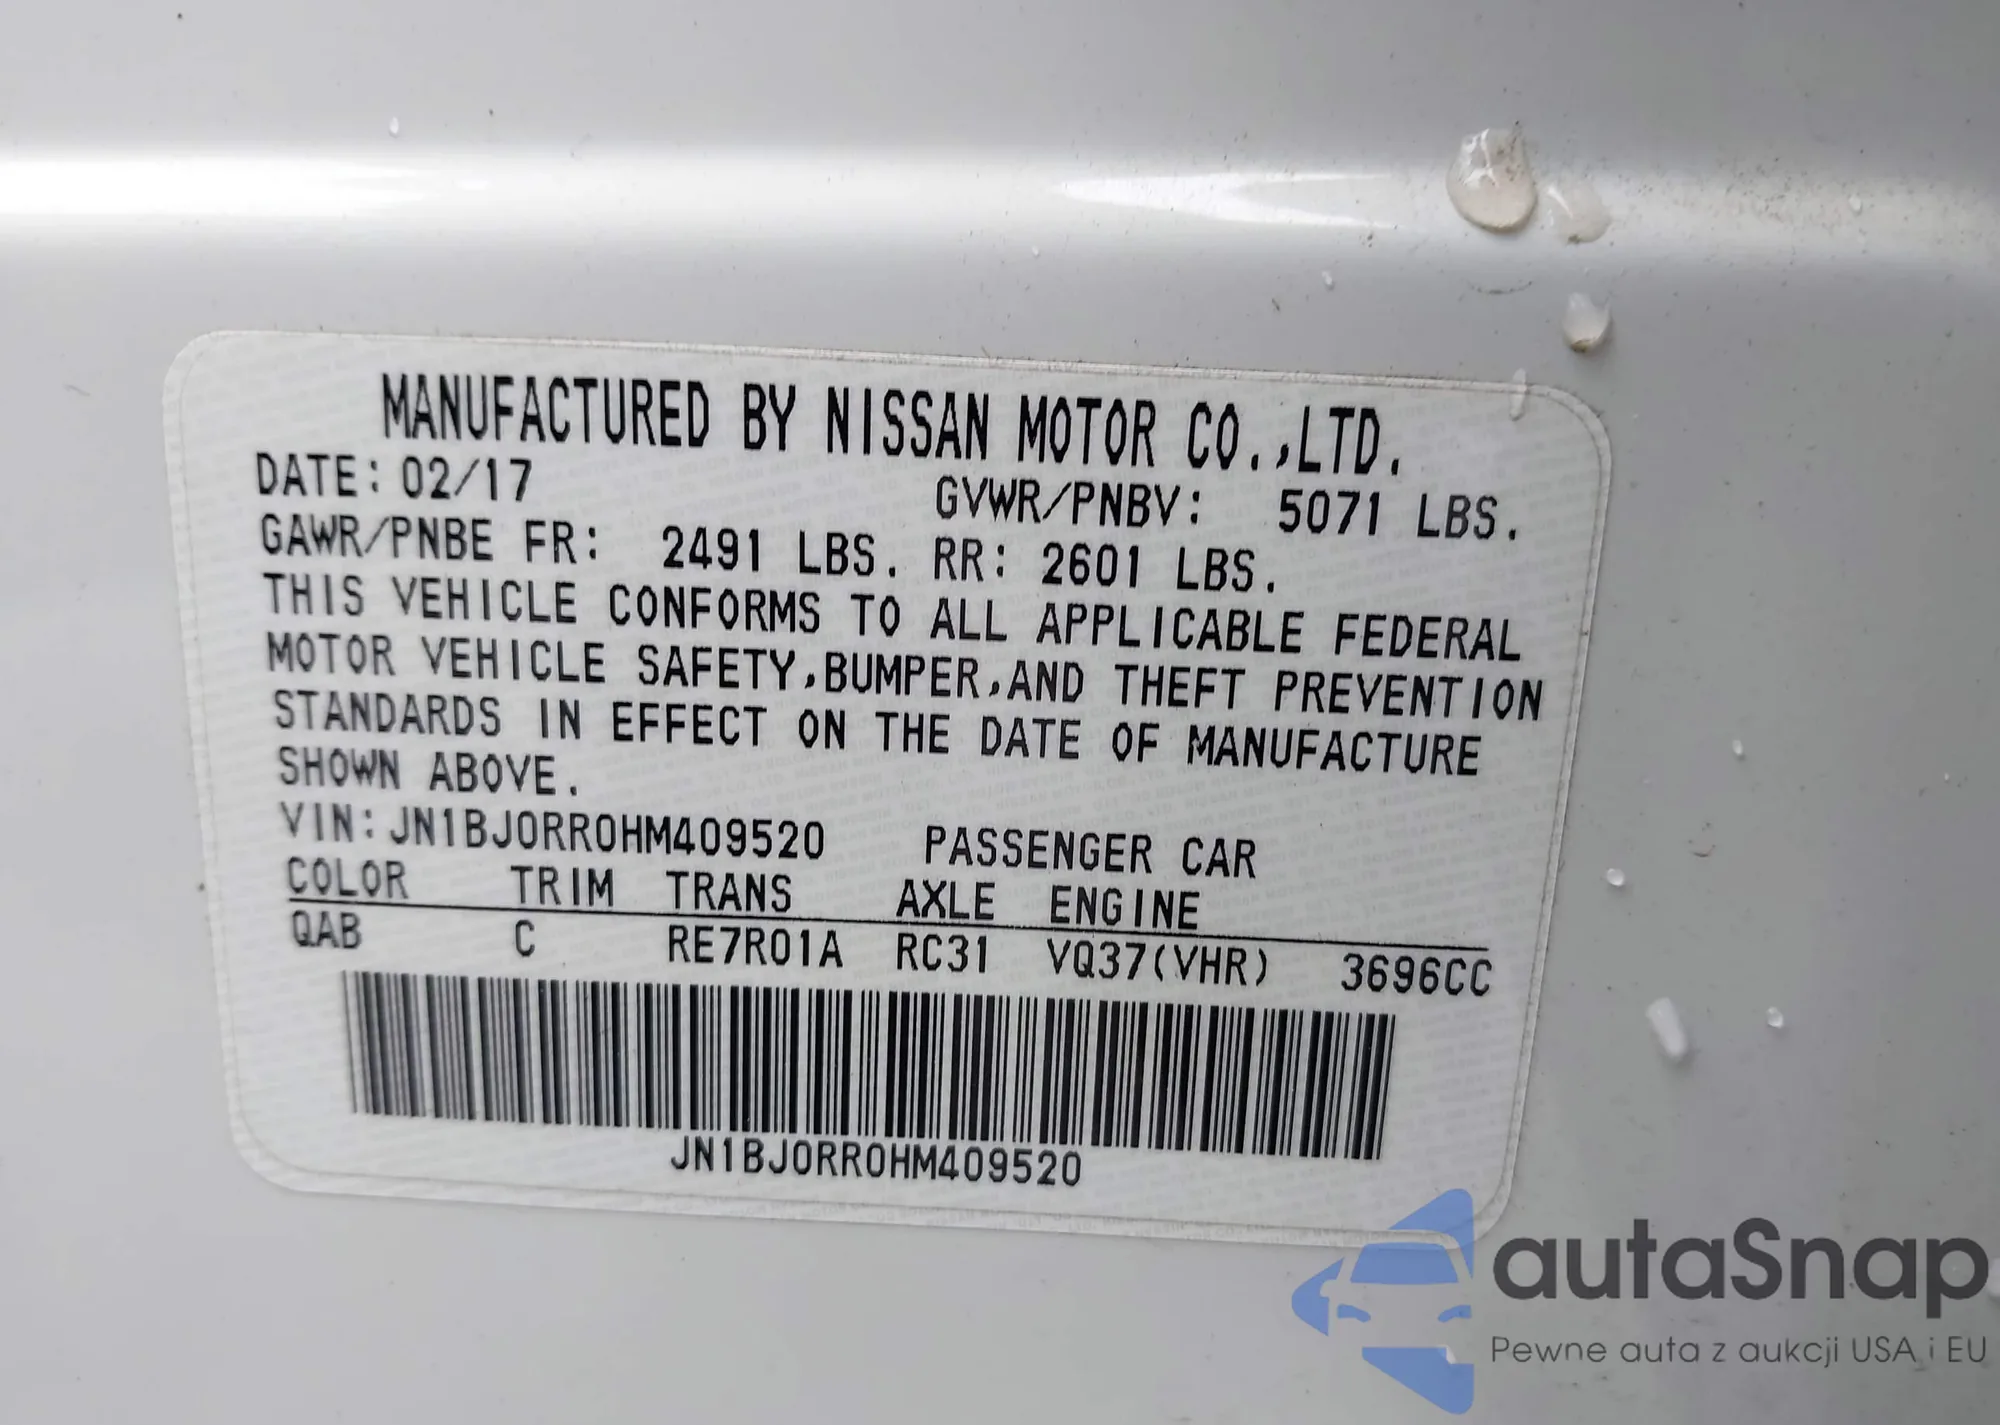 MANUFACTURED BY NISSAN MOTOR CO.,LTD.
DATE: 02/17 GVWR/PNBV: 5071 LBS.
GAWR/PNBE FR: 2491 LBS. RR: 2601 LBS.
THIS VEHICLE CONFORMS TO ALL APPLICABLE FEDERAL
MOTOR VEHICLE SAFETY,BUMPER,AND THEFT PREVENTION
STANDARDS IN EFFECT ON THE DATE OF MANUFACTURE
SHOWN ABOVE.
VIN:JN1BJ0RR0HM409520 PASSENGER CAR
COLOR TRIM TRANS AXLE ENGINE
QAB C RE7R01A RC31 VQ37(VHR) 3696CC
JN1BJ0RR0HM409520
autaSnap
Pewne auta z aukcji USA i EU